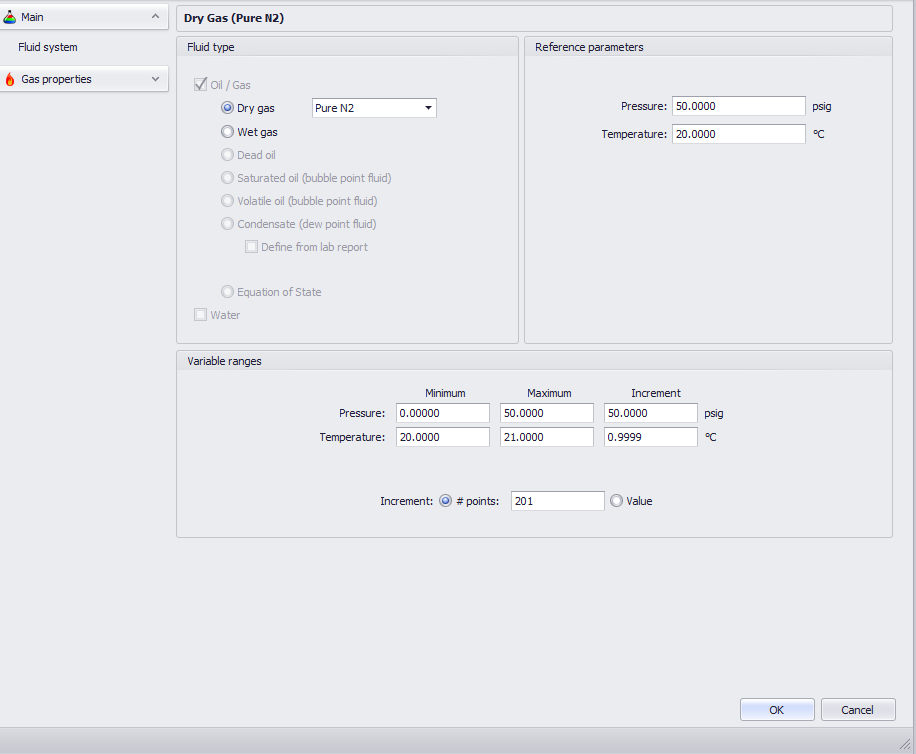 Main
Fluid system
Gas properties
Dry Gas (Pure N2)
Fluid type
Oil / Gas
Dry gas Pure N2
Wet gas
Dead oil
Saturated oil (bubble point fluid)
Volatile oil (bubble point fluid)
Condensate (dew point fluid)
Define from lab report
Equation of State
Water
Reference parameters
Pressure: 50.0000 psig
Temperature: 20.0000 °C
Variable ranges
Minimum Maximum Increment
Pressure: 0.00000 50.0000 50.0000 psig
Temperature: 20.0000 21.0000 0.9999 °C
Increment: # points: 201 Value
OK Cancel